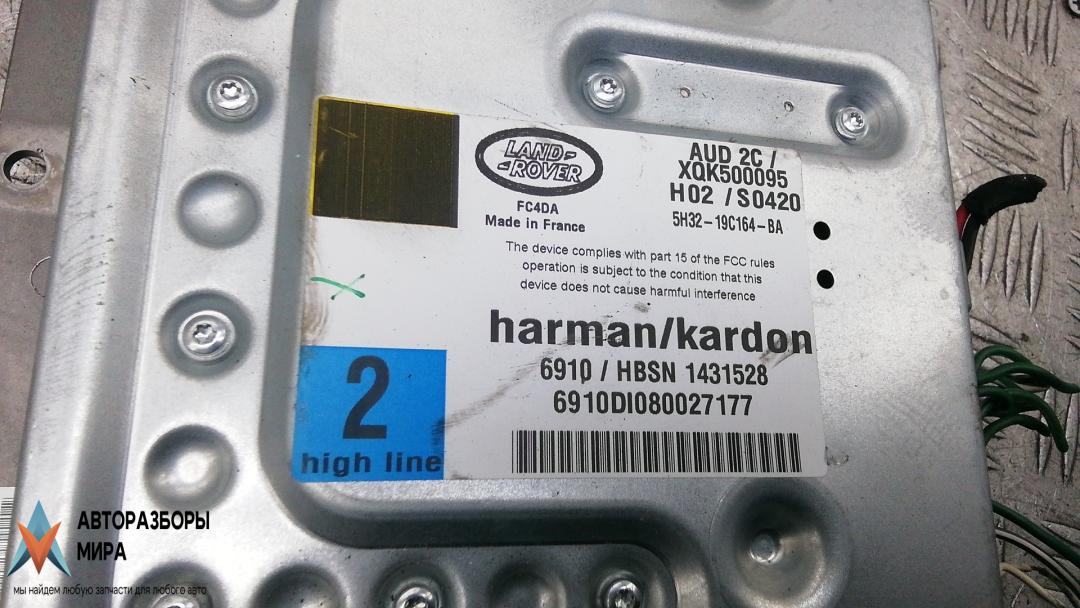 LAND-
-ROVER
FC4DA
Made in France
AUD 2C /
XQK500095
H02 / S0420
5H32-19C164-BA
The device complies with part 15 of the FCC rules
operation is subject to the condition that this
device does not cause harmful interference
harman/kardon
6910 / HBSN 1431528
6910DI080027177
2
high line
АВТОРАЗБОРЫ
МИРА
мы найдем любую запчасти для любого авто